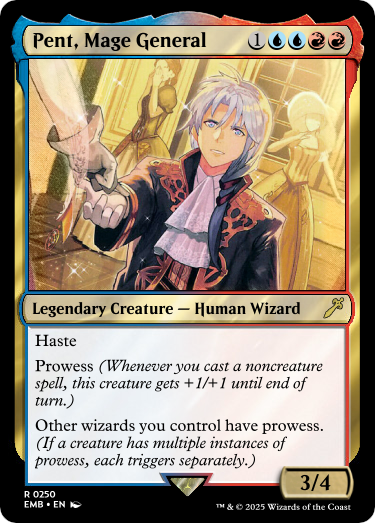 Pent, Mage General 1
Legendary Creature — Human Wizard
Haste
Prowess (Whenever you cast a noncreature
spell, this creature gets +1/+1 until end of
turn.)
Other wizards you control have prowess.
(If a creature has multiple instances of
prowess, each triggers separately.)
3/4
R 0250
EMB • EN
™ & © 2025 Wizards of the Coast